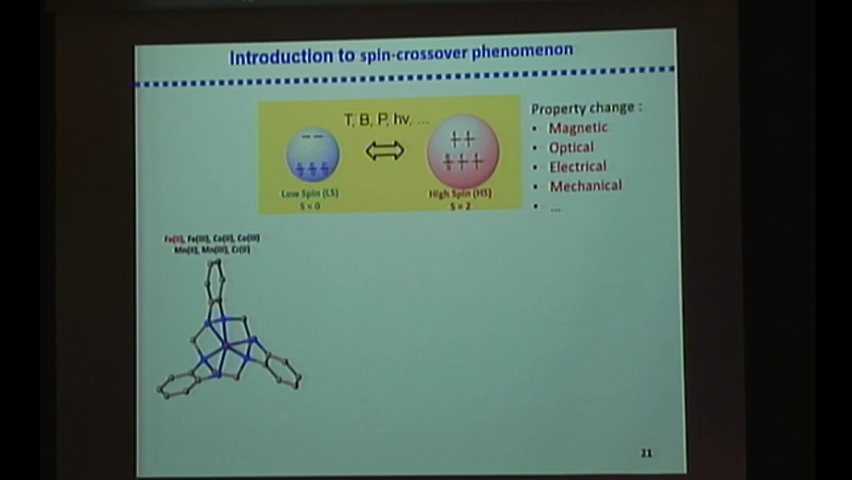 Introduction to spin-crossover phenomenon
T, B, P, hν, ...
Low Spin (LS)
S = 0
High Spin (HS)
S = 2
Property change :
• Magnetic
• Optical
• Electrical
• Mechanical
• ...
Fe(II), Fe(III), Co(II), Co(III)
Mn(II), Mn(III), Cr(II)
21